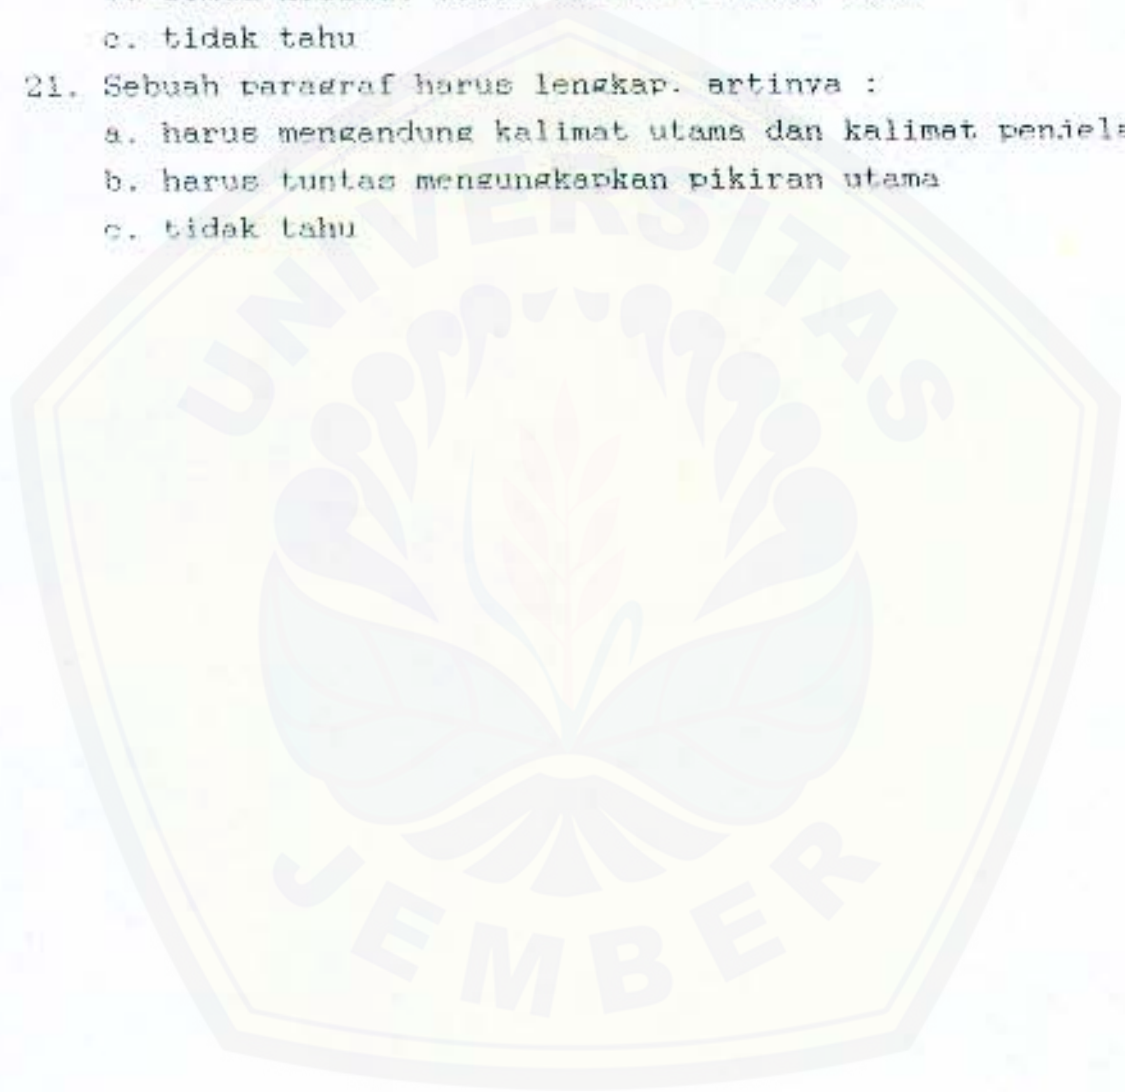 c. tidak tahu
21. Sebuah paragraf harus lengkap. artinya :
a. harus mengandung kalimat utama dan kalimat penjela
b. harus tuntas mengungkapkan pikiran utama
c. tidak tahu
UNIVERSITAS
JEMBER